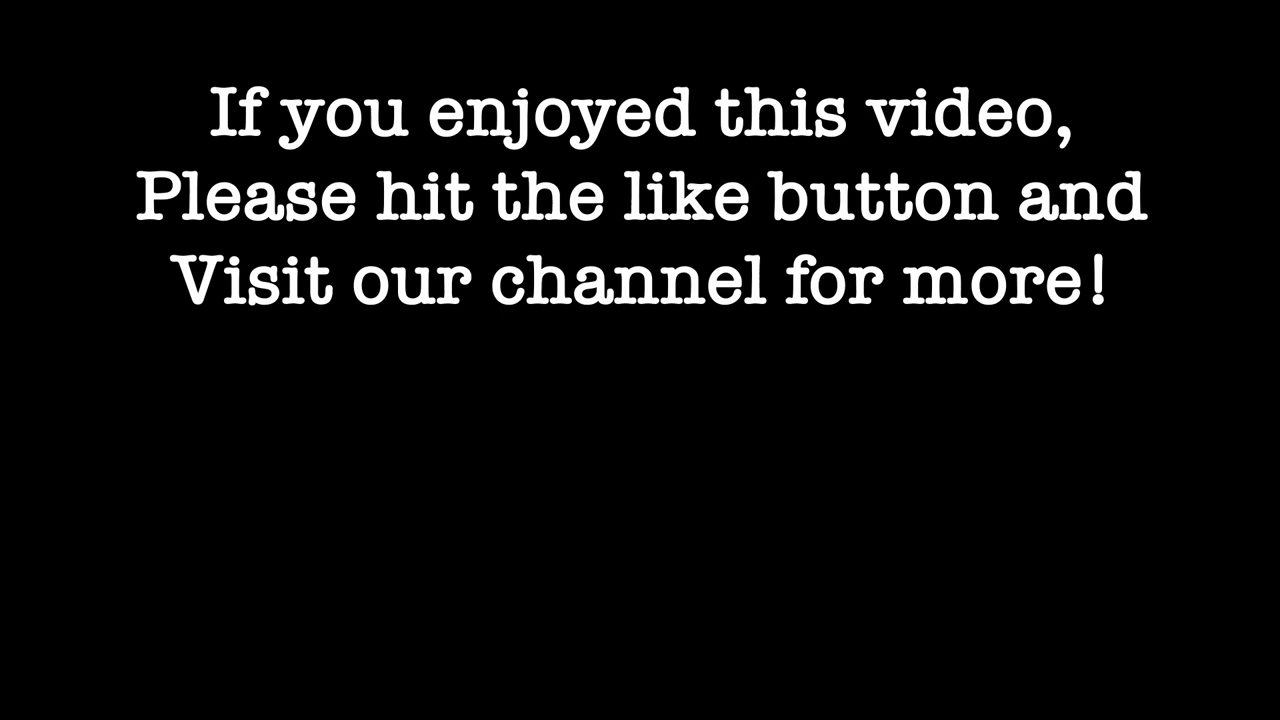 If you enjoyed this video,
Please hit the like button and
Visit our channel for more!